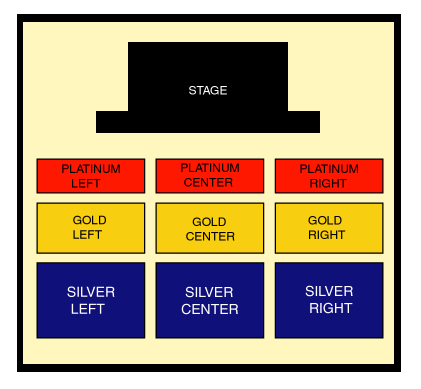 STAGE
PLATINUM
LEFT
PLATINUM
CENTER
PLATINUM
RIGHT
GOLD
LEFT
GOLD
CENTER
GOLD
RIGHT
SILVER
LEFT
SILVER
CENTER
SILVER
RIGHT